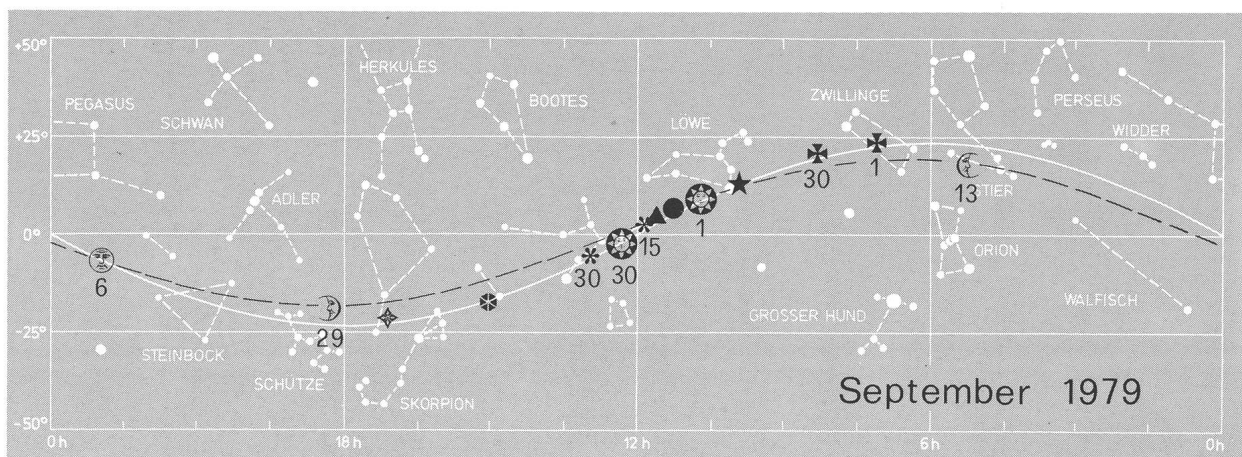 +50°
HERKULES
PEGASUS
SCHWAN
BOOTES
LÖWE
ZWILLINGE
PERSEUS
WIDDER
+25°
30
1
13
STIER
ADLER
0°
15
1
ORION
6
30
30
WALFISCH
GROSSER HUND
-25°
29
STEINBOCK
SCHÜTZE
SKORPION
September 1979
-50°
0h
18h
12h
6h
0h